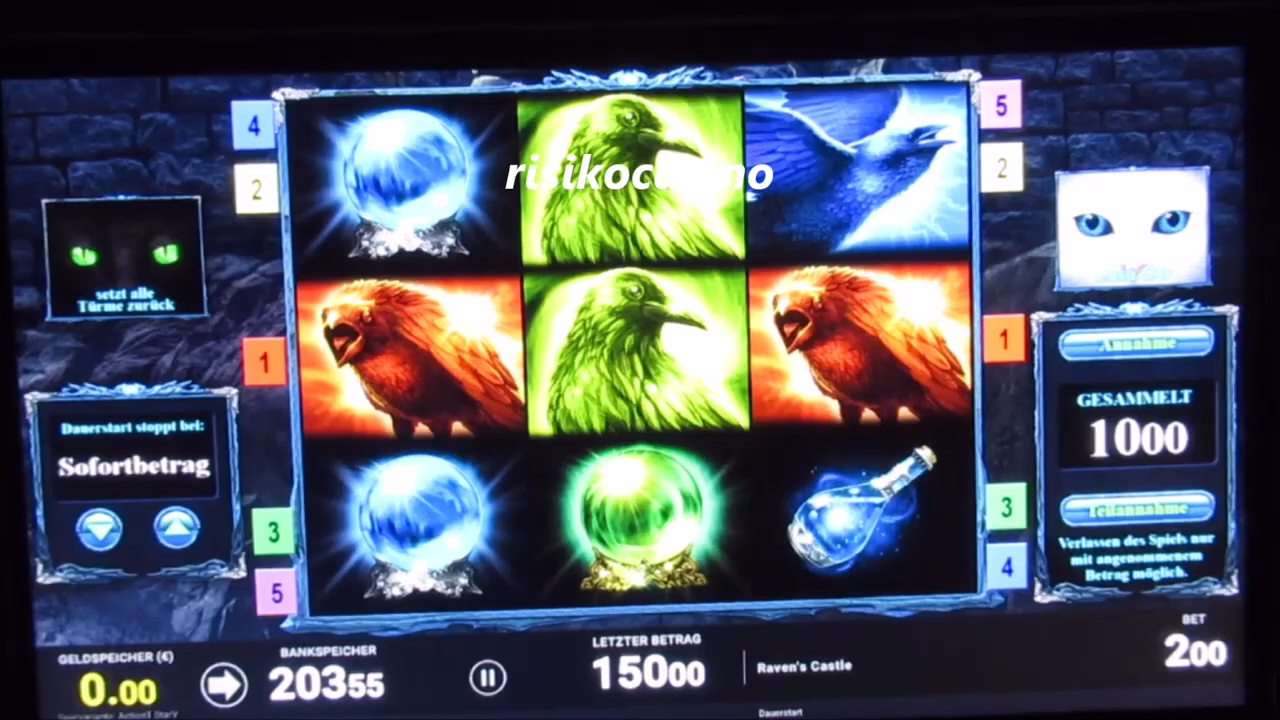 risikoc
no
4
2
5
2
setzt alle
Türme zurück
1
1
Annahme
GESAMMELT
1000
Dauerstart stoppt bei:
Sofortbetrag
3
5
3
4
Teilannahme
Verlassen des Spiels nur
mit angenommenem
Betrag möglich.
GELDSPEICHER (€)
0.00
BANKSPEICHER
20355
LETZTER BETRAG
15000
Raven's Castle
BET
200
Dauerstart